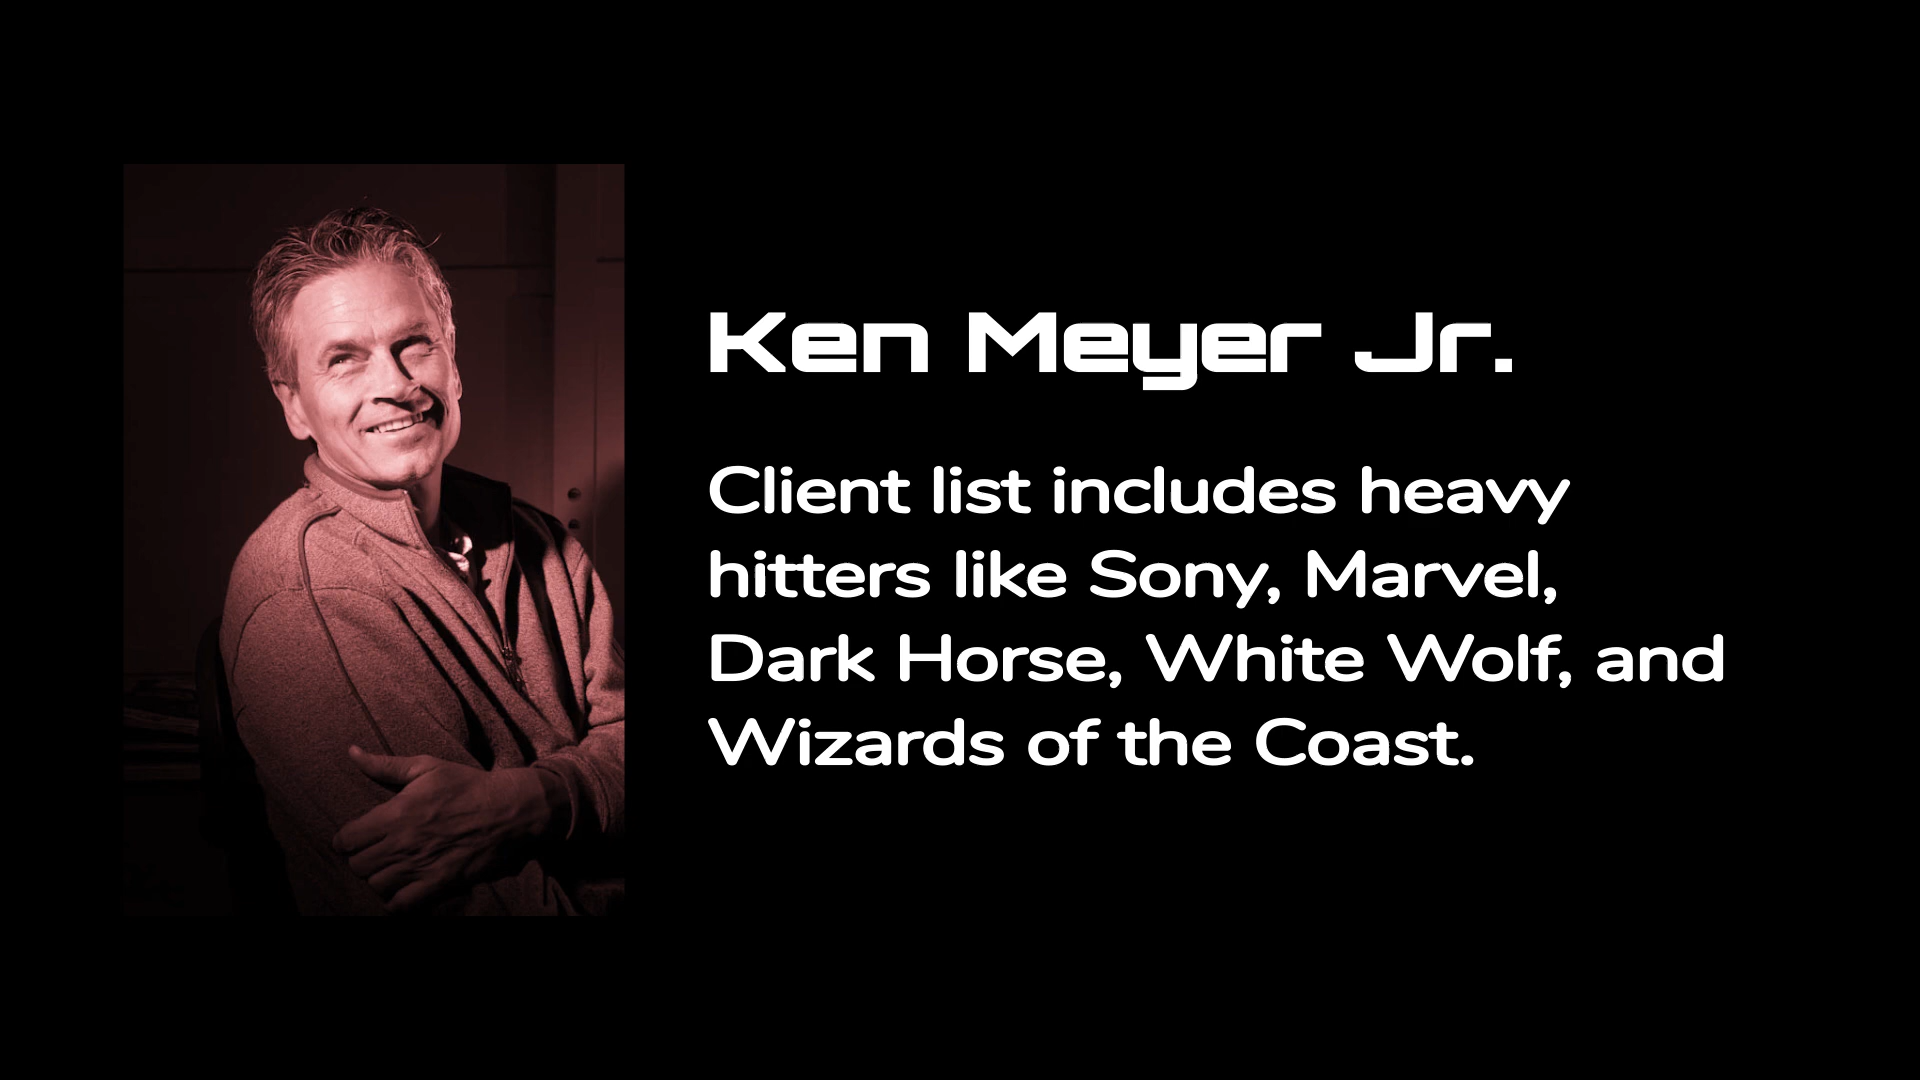 Ken Meyer Jr.
Client list includes heavy
hitters like Sony, Marvel,
Dark Horse, White Wolf, and
Wizards of the Coast.